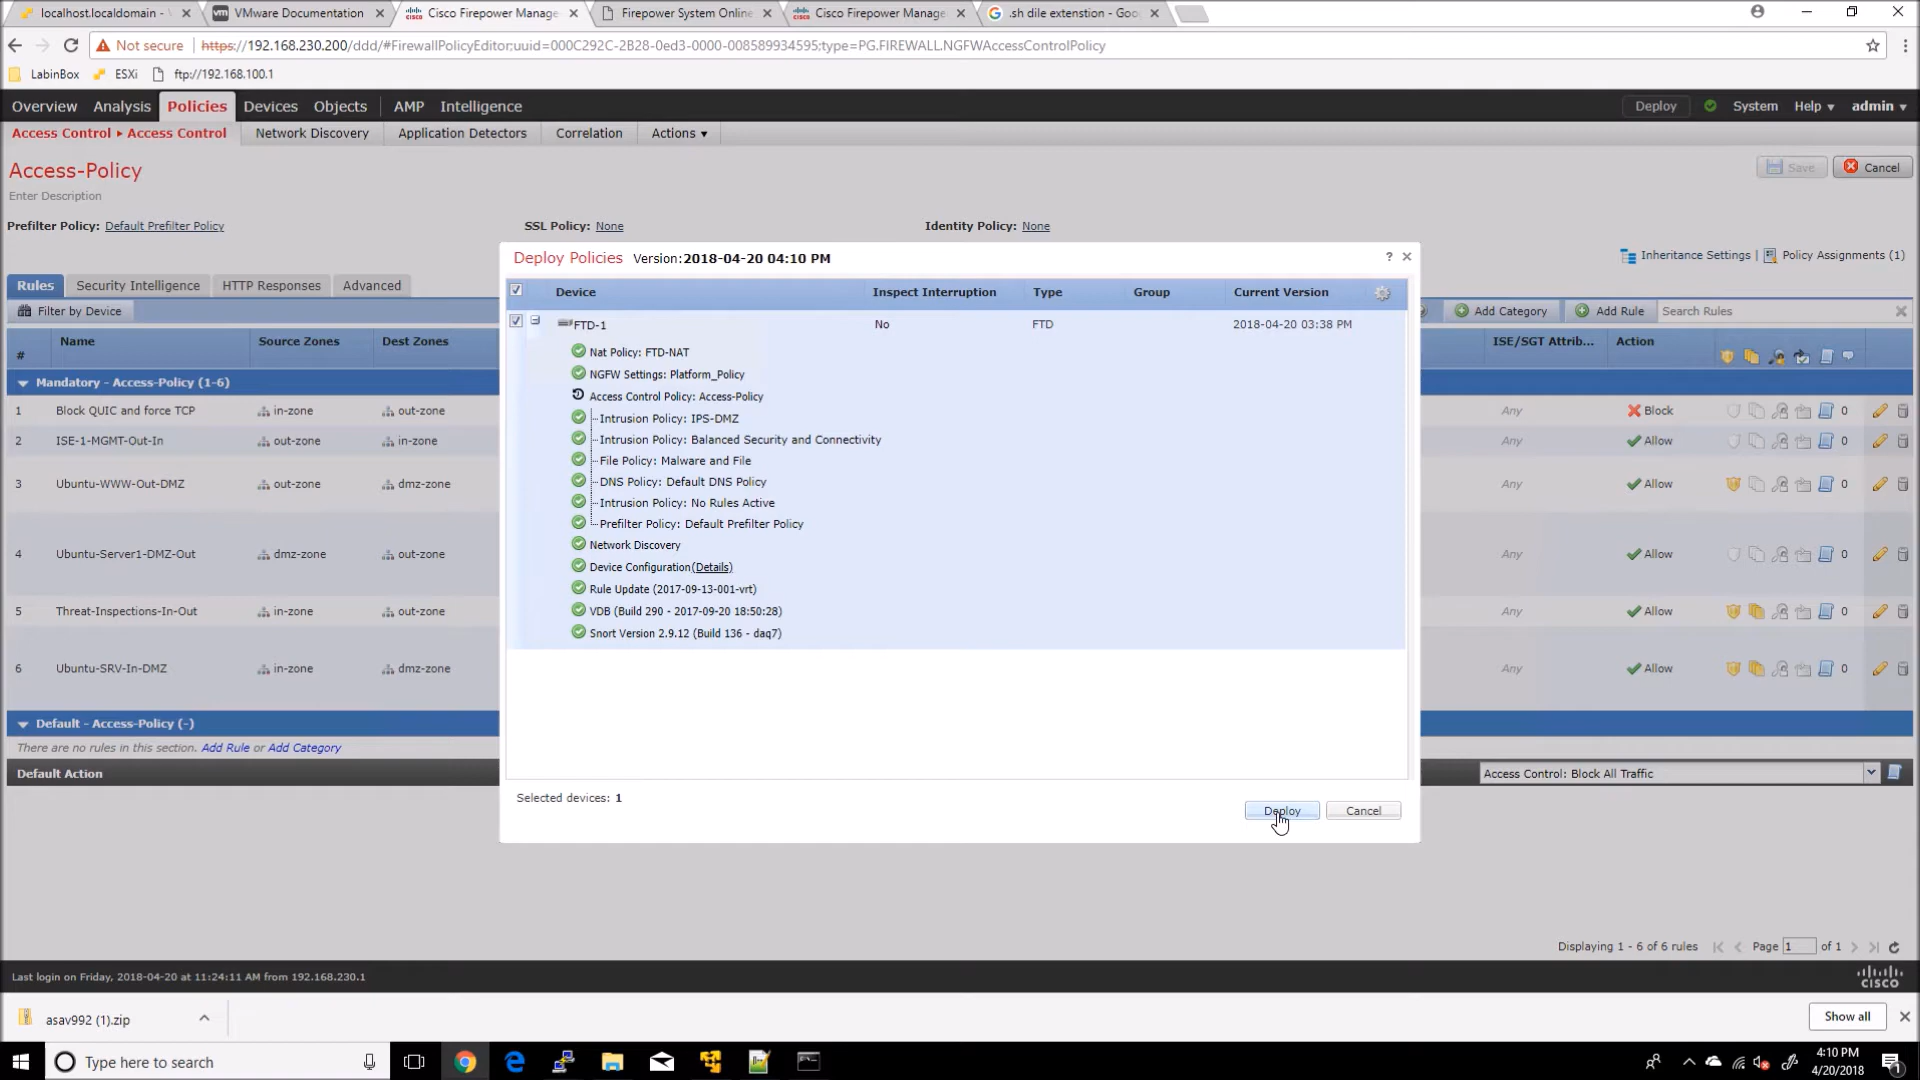 localhost.localdomain - \
VMware Documentation
Cisco Firepower Manage
Firepower System Online
Cisco Firepower Manage
.sh dile extenstion - Goo
Not secure | https://192.168.230.200/ddd/#FirewallPolicyEditor;uuid=000C292C-2B28-0ed3-0000-008589934595;type=PG.FIREWALL.NGFWAccessControlPolicy
LabinBox ESXi ftp://192.168.100.1
Overview Analysis Policies Devices Objects AMP Intelligence Deploy System Help admin
Access Control Access Control Network Discovery Application Detectors Correlation Actions
Access-Policy
Save Cancel
Enter Description
Prefilter Policy: Default Prefilter Policy SSL Policy: None Identity Policy: None
Inheritance Settings | Policy Assignments (1)
Rules Security Intelligence HTTP Responses Advanced
Filter by Device Add Category Add Rule Search Rules
# Name Source Zones Dest Zones ISE/SGT Attrib... Action
Mandatory - Access-Policy (1-6)
1 Block QUIC and force TCP in-zone out-zone Any Block 0
2 ISE-1-MGMT-Out-In out-zone in-zone Any Allow 0
3 Ubuntu-WWW-Out-DMZ out-zone dmz-zone Any Allow 0
4 Ubuntu-Server1-DMZ-Out dmz-zone out-zone Any Allow 0
5 Threat-Inspections-In-Out in-zone out-zone Any Allow 0
6 Ubuntu-SRV-In-DMZ in-zone dmz-zone Any Allow 0
Default - Access-Policy (-)
There are no rules in this section. Add Rule or Add Category
Default Action Access Control: Block All Traffic
Deploy Policies Version:2018-04-20 04:10 PM ?
Device Inspect Interruption Type Group Current Version
FTD-1 No FTD 2018-04-20 03:38 PM
Nat Policy: FTD-NAT
NGFW Settings: Platform_Policy
Access Control Policy: Access-Policy
Intrusion Policy: IPS-DMZ
Intrusion Policy: Balanced Security and Connectivity
File Policy: Malware and File
DNS Policy: Default DNS Policy
Intrusion Policy: No Rules Active
Prefilter Policy: Default Prefilter Policy
Network Discovery
Device Configuration(Details)
Rule Update (2017-09-13-001-vrt)
VDB (Build 290 - 2017-09-20 18:50:28)
Snort Version 2.9.12 (Build 136 - daq7)
Selected devices: 1
Deploy Cancel
Displaying 1 - 6 of 6 rules Page 1 of 1
Last login on Friday, 2018-04-20 at 11:24:11 AM from 192.168.230.1
cisco
asav992 (1).zip
Show all
Type here to search
4:10 PM
4/20/2018
1